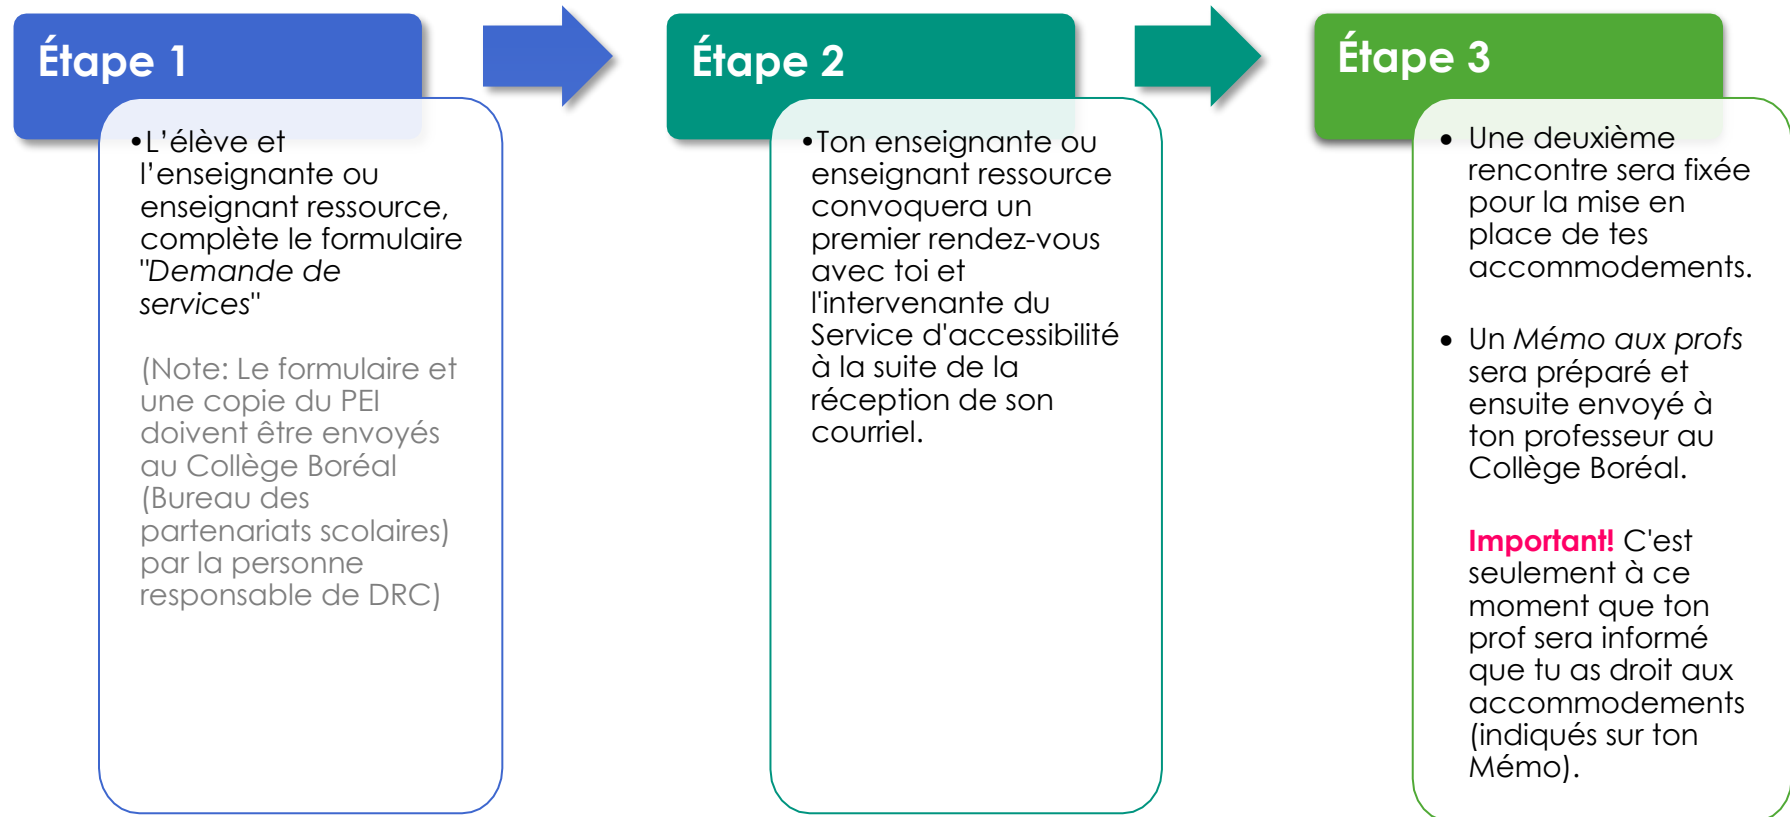 Étape 1
•L’élève et
l’enseignante ou
enseignant ressource,
complète le formulaire
"Demande de
services"
(Note: Le formulaire et
une copie du PEI
doivent être envoyés
au Collège Boréal
(Bureau des
partenariats scolaires)
par la personne
responsable de DRC)
Étape 2
•Ton enseignante ou
enseignant ressource
convoquera un
premier rendez-vous
avec toi et
l'intervenante du
Service d'accessibilité
à la suite de la
réception de son
courriel.
Étape 3
• Une deuxième
rencontre sera fixée
pour la mise en
place de tes
accommodements.
• Un Mémo aux profs
sera préparé et
ensuite envoyé à
ton professeur au
Collège Boréal.
Important! C'est
seulement à ce
moment que ton
prof sera informé
que tu as droit aux
accommodements
(indiqués sur ton
Mémo).